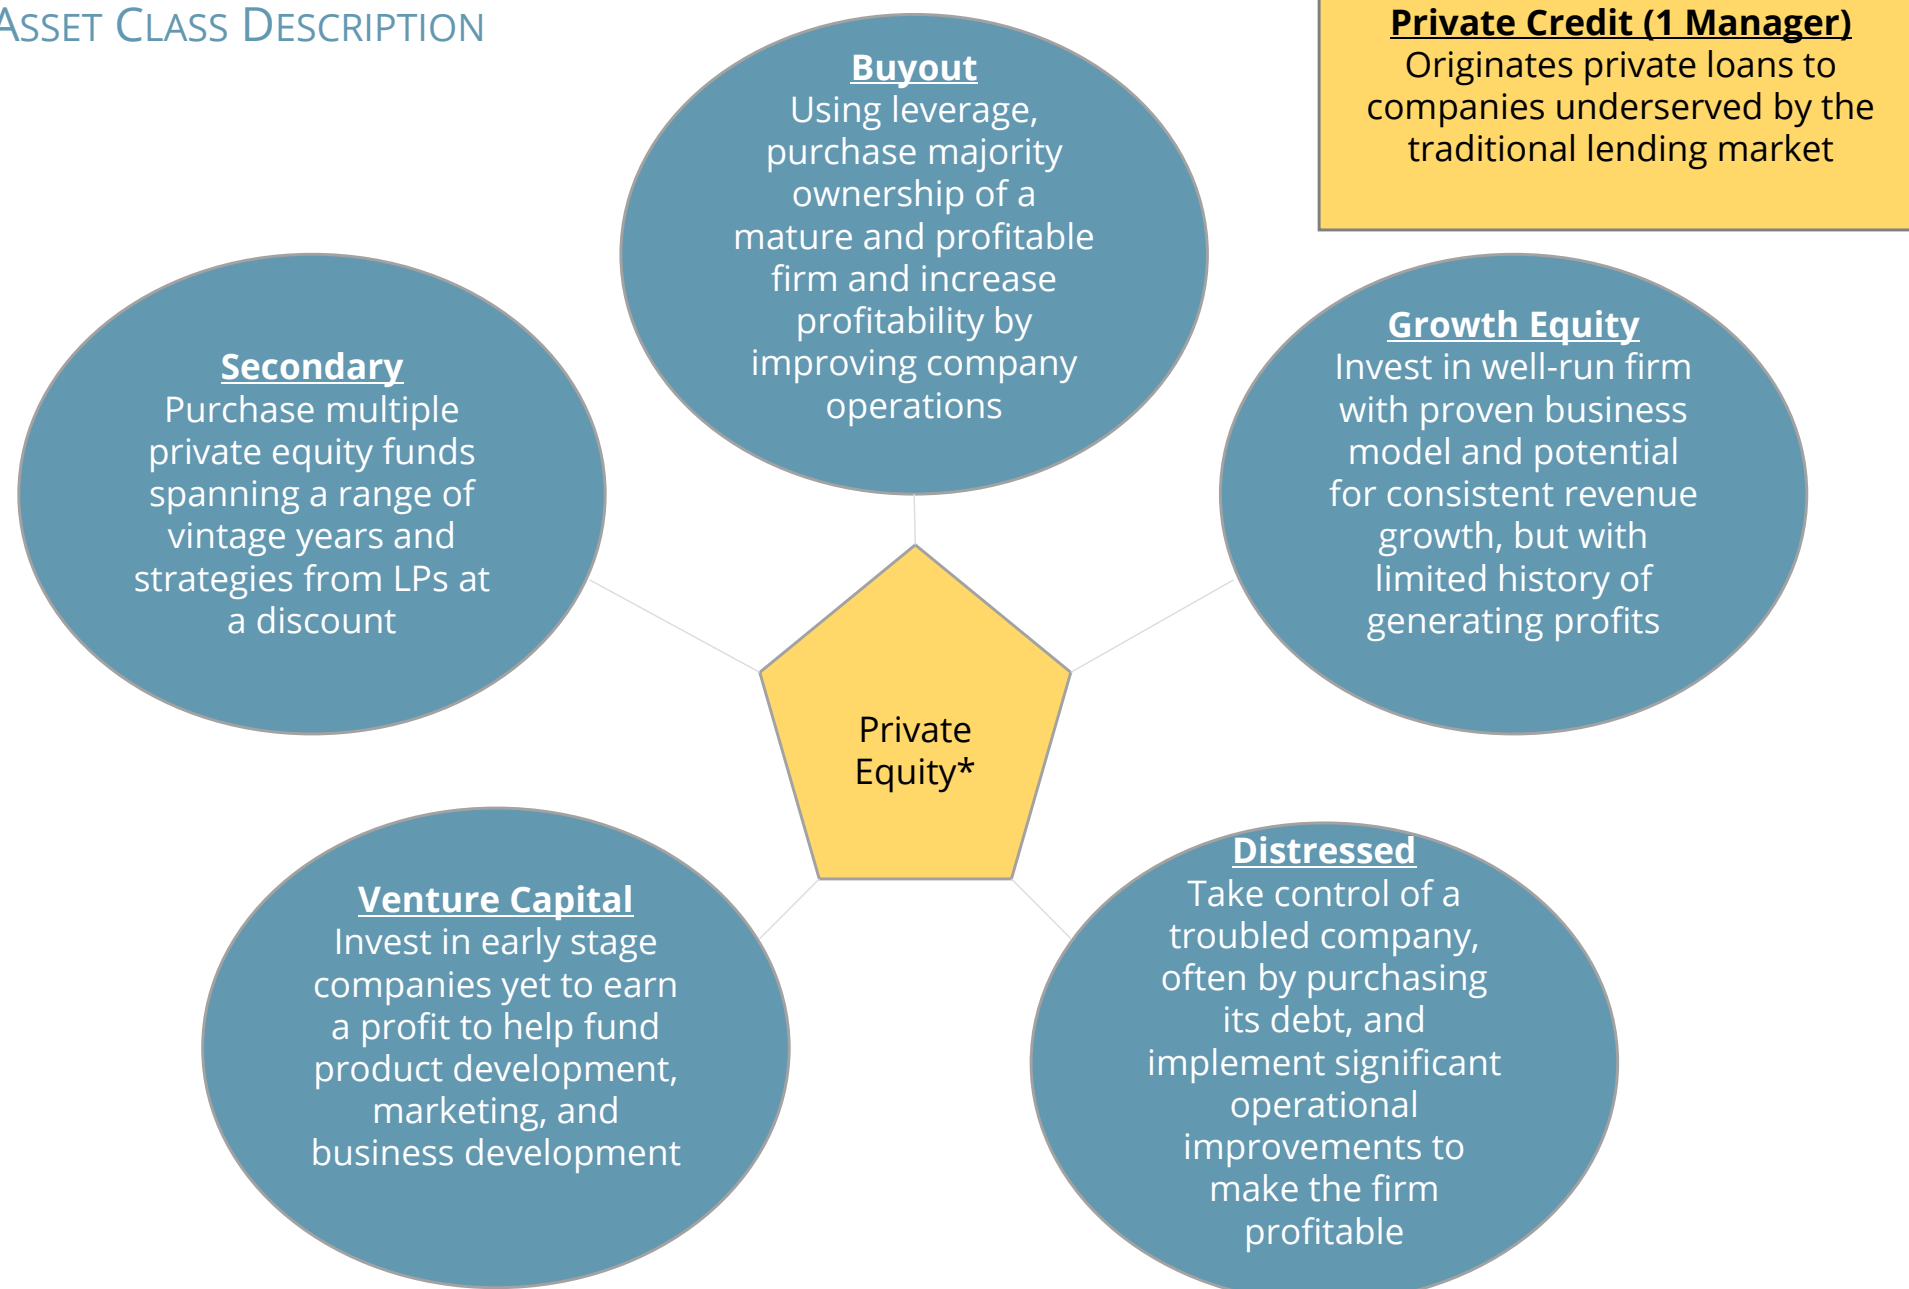 ASSET CLASS DESCRIPTION
Private Credit (1 Manager)
Originates private loans to
companies underserved by the
traditional lending market
Buyout
Using leverage,
purchase majority
ownership of a
mature and profitable
firm and increase
profitability by
improving company
operations
Secondary
Purchase multiple
private equity funds
spanning a range of
vintage years and
strategies from LPs at
a discount
Growth Equity
Invest in well-run firm
with proven business
model and potential
for consistent revenue
growth, but with
limited history of
generating profits
Private
Equity*
Venture Capital
Invest in early stage
companies yet to earn
a profit to help fund
product development,
marketing, and
business development
Distressed
Take control of a
troubled company,
often by purchasing
its debt, and
implement significant
operational
improvements to
make the firm
profitable